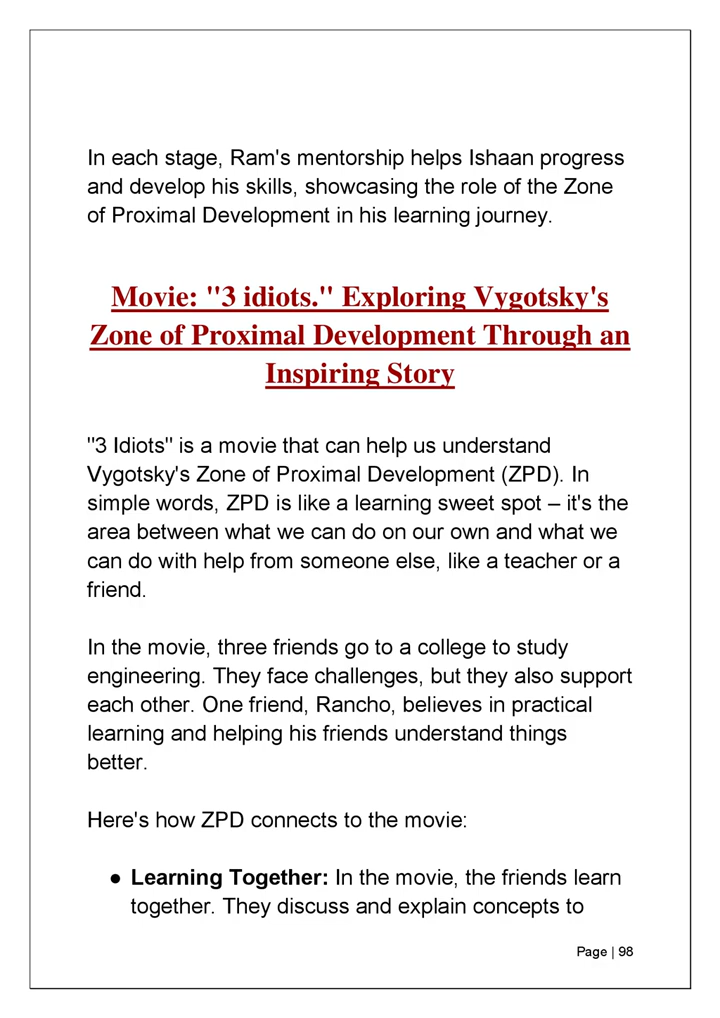 In each stage, Ram's mentorship helps Ishaan progress
and develop his skills, showcasing the role of the Zone
of Proximal Development in his learning journey.
Movie: "3 idiots." Exploring Vygotsky's
Zone of Proximal Development Through an
Inspiring Story
"3 Idiots" is a movie that can help us understand
Vygotsky's Zone of Proximal Development (ZPD). In
simple words, ZPD is like a learning sweet spot – it's the
area between what we can do on our own and what we
can do with help from someone else, like a teacher or a
friend.
In the movie, three friends go to a college to study
engineering. They face challenges, but they also support
each other. One friend, Rancho, believes in practical
learning and helping his friends understand things
better.
Here's how ZPD connects to the movie:
● Learning Together: In the movie, the friends learn
together. They discuss and explain concepts to
Page | 98